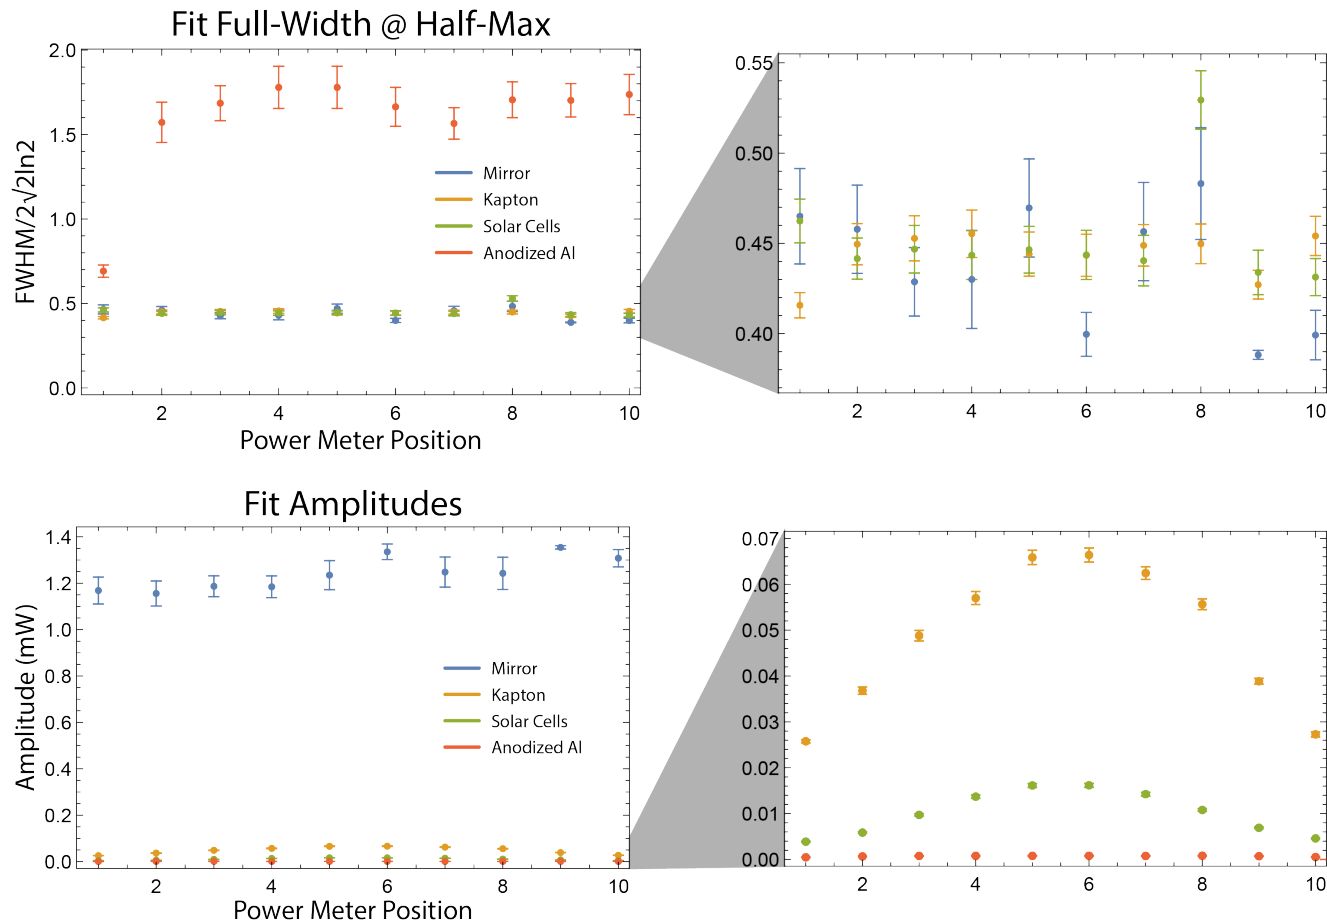 Fit Full-Width @ Half-Max
FWHM/2√2ln2
2.0
1.5
1.0
0.5
0.0
Mirror
Kapton
Solar Cells
Anodized Al
2 4 6 8 10
Power Meter Position
0.55
0.50
0.45
0.40
2 4 6 8 10
Fit Amplitudes
Amplitude (mW)
1.4
1.2
1.0
0.8
0.6
0.4
0.2
0.0
Mirror
Kapton
Solar Cells
Anodized Al
2 4 6 8 10
Power Meter Position
0.07
0.06
0.05
0.04
0.03
0.02
0.01
0.00
2 4 6 8 10